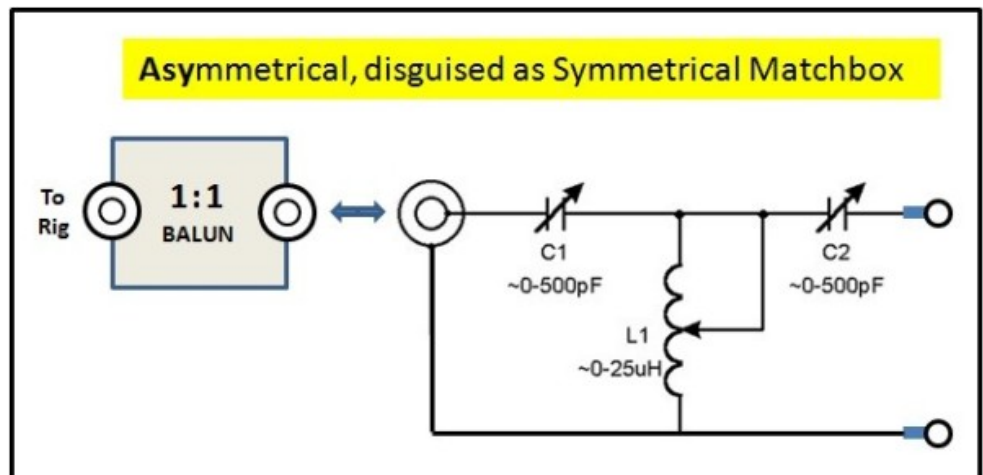 Asymmetrical, disguised as Symmetrical Matchbox
To
Rig
1:1
BALUN
C1
~0-500pF
C2
~0-500pF
L1
~0-25uH